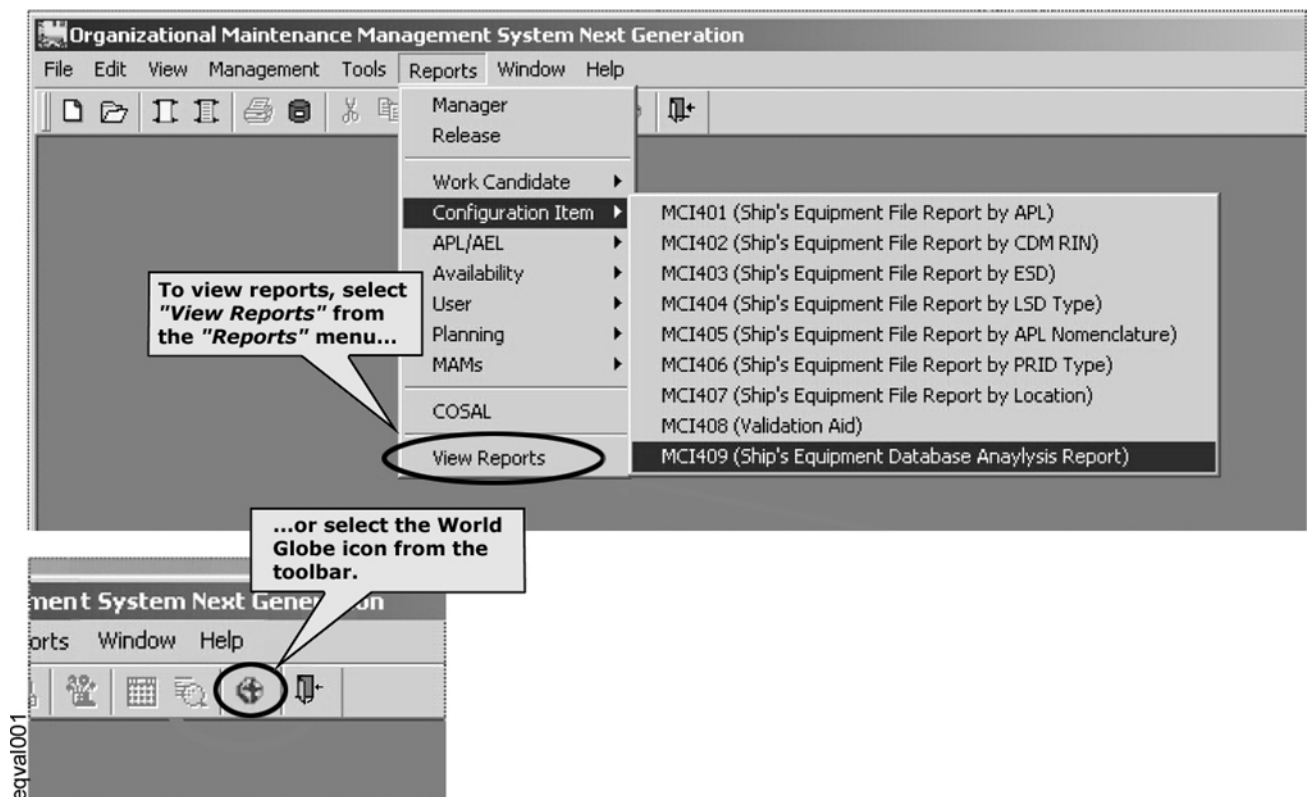 Organizational Maintenance Management System Next Generation
File Edit View Management Tools Reports Window Help
Manager
Release
Work Candidate
Configuration Item
APL/AEL
Availability
User
Planning
MAMs
COSAL
View Reports
MCI401 (Ship's Equipment File Report by APL)
MCI402 (Ship's Equipment File Report by CDM RIN)
MCI403 (Ship's Equipment File Report by ESD)
MCI404 (Ship's Equipment File Report by LSD Type)
MCI405 (Ship's Equipment File Report by APL Nomenclature)
MCI406 (Ship's Equipment File Report by PRID Type)
MCI407 (Ship's Equipment File Report by Location)
MCI408 (Validation Aid)
MCI409 (Ship's Equipment Database Anaylysis Report)
To view reports, select
"View Reports" from
the "Reports" menu...
...or select the World
Globe icon from the
toolbar.
ment System Next Gene on
orts Window Help
eqval001